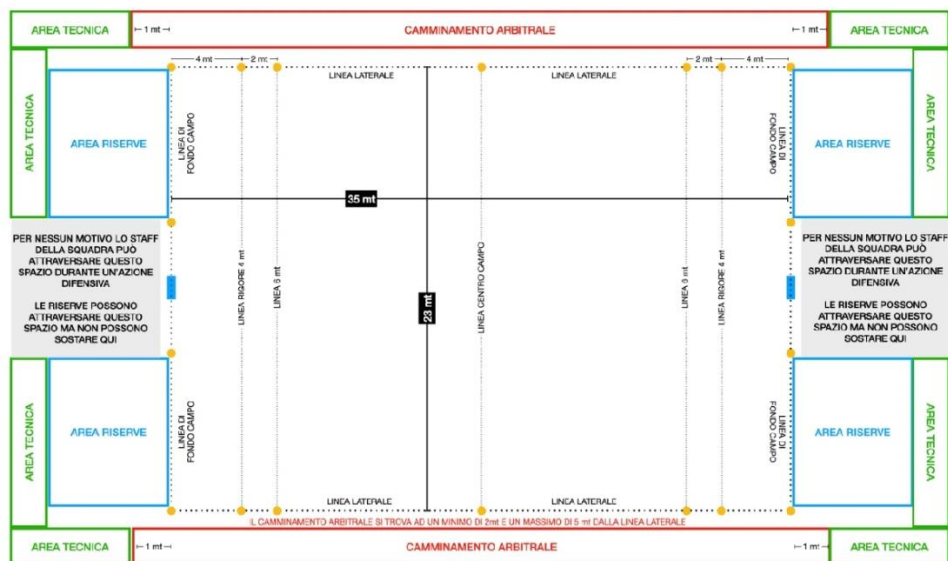 AREA TECNICA
1 mt
CAMMINAMENTO ARBITRALE
1 mt
AREA TECNICA
4 mt
2 mt
LINEA LATERALE
LINEA LATERALE
2 mt
4 mt
AREA TECNICA
AREA RISERVE
LINEA DI
FONDO CAMPO
LINEA DI
FONDO CAMPO
AREA RISERVE
AREA TECNICA
35 mt
PER NESSUN MOTIVO LO STAFF
DELLA SQUADRA PUÒ
ATTRAVERSARE QUESTO
SPAZIO DURANTE UN'AZIONE
DIFENSIVA
LE RISERVE POSSONO
ATTRAVERSARE QUESTO
SPAZIO MA NON POSSONO
SOSTARE QUI
LINEA RIGORE 4 mt
LINEA 6 mt
23 mt
LINEA CENTRO CAMPO
LINEA 6 mt
LINEA RIGORE 4 mt
PER NESSUN MOTIVO LO STAFF
DELLA SQUADRA PUÒ
ATTRAVERSARE QUESTO
SPAZIO DURANTE UN'AZIONE
DIFENSIVA
LE RISERVE POSSONO
ATTRAVERSARE QUESTO
SPAZIO MA NON POSSONO
SOSTARE QUI
AREA TECNICA
AREA RISERVE
LINEA DI
FONDO CAMPO
LINEA DI
FONDO CAMPO
AREA RISERVE
AREA TECNICA
LINEA LATERALE
LINEA LATERALE
IL CAMMINAMENTO ARBITRALE SI TROVA AD UN MINIMO DI 2mt E UN MASSIMO DI 5 mt DALLA LINEA LATERALE
AREA TECNICA
1 mt
CAMMINAMENTO ARBITRALE
1 mt
AREA TECNICA